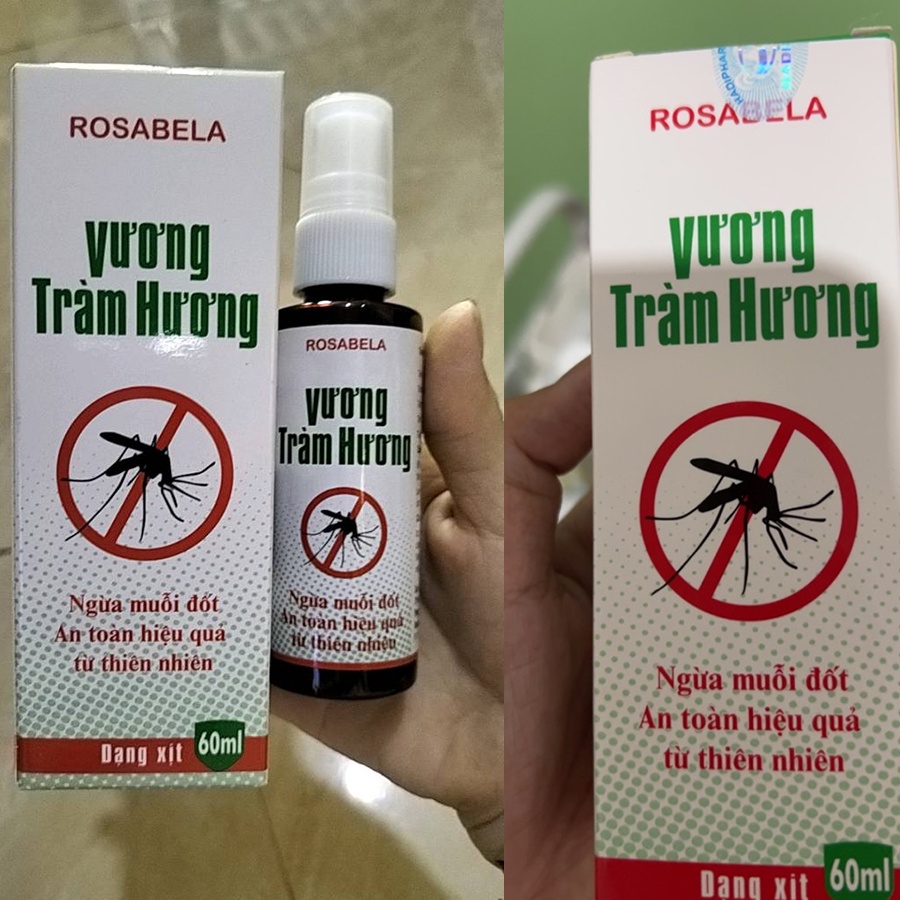 ROSABELA
Vương
Tràm Hương
Ngừa muỗi đốt
An toàn hiệu quả
từ thiên nhiên
Dạng xịt 60ml
ROSABELA
Vương
Tràm Hương
Ngừa muỗi đốt
An toàn hiệu quả
từ thiên nhiên
HADIPHAR
ROSABELA
Vương
Tràm Hương
Ngừa muỗi đốt
An toàn hiệu quả
từ thiên nhiên
Dạng xịt 60ml